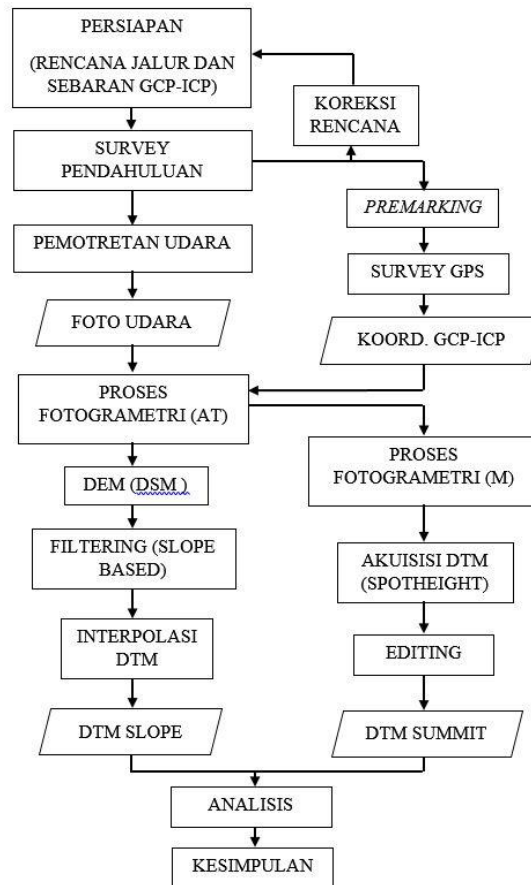 PERSIAPAN
(RENCANA JALUR DAN
SEBARAN GCP-ICP)
KOREKSI
RENCANA
SURVEY
PENDAHULUAN
PREMARKING
PEMOTRETAN UDARA
SURVEY GPS
FOTO UDARA
KOORD. GCP-ICP
PROSES
FOTOGRAMETRI (AT)
PROSES
FOTOGRAMETRI (M)
DEM (DSM )
FILTERING (SLOPE
BASED)
AKUISISI DTM
(SPOTHEIGHT)
INTERPOLASI
DTM
EDITING
DTM SLOPE
DTM SUMMIT
ANALISIS
KESIMPULAN